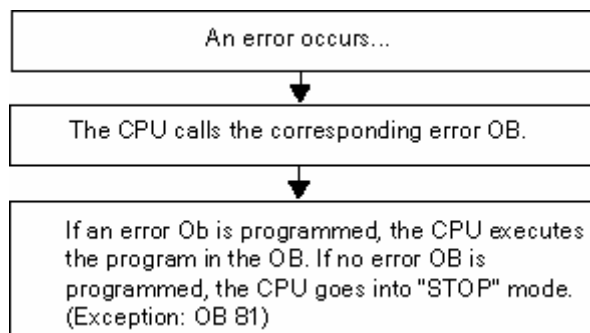 An error occurs...
The CPU calls the corresponding error OB.
If an error Ob is programmed, the CPU executes
the program in the OB. If no error OB is
programmed, the CPU goes into "STOP" mode.
(Exception: OB 81)